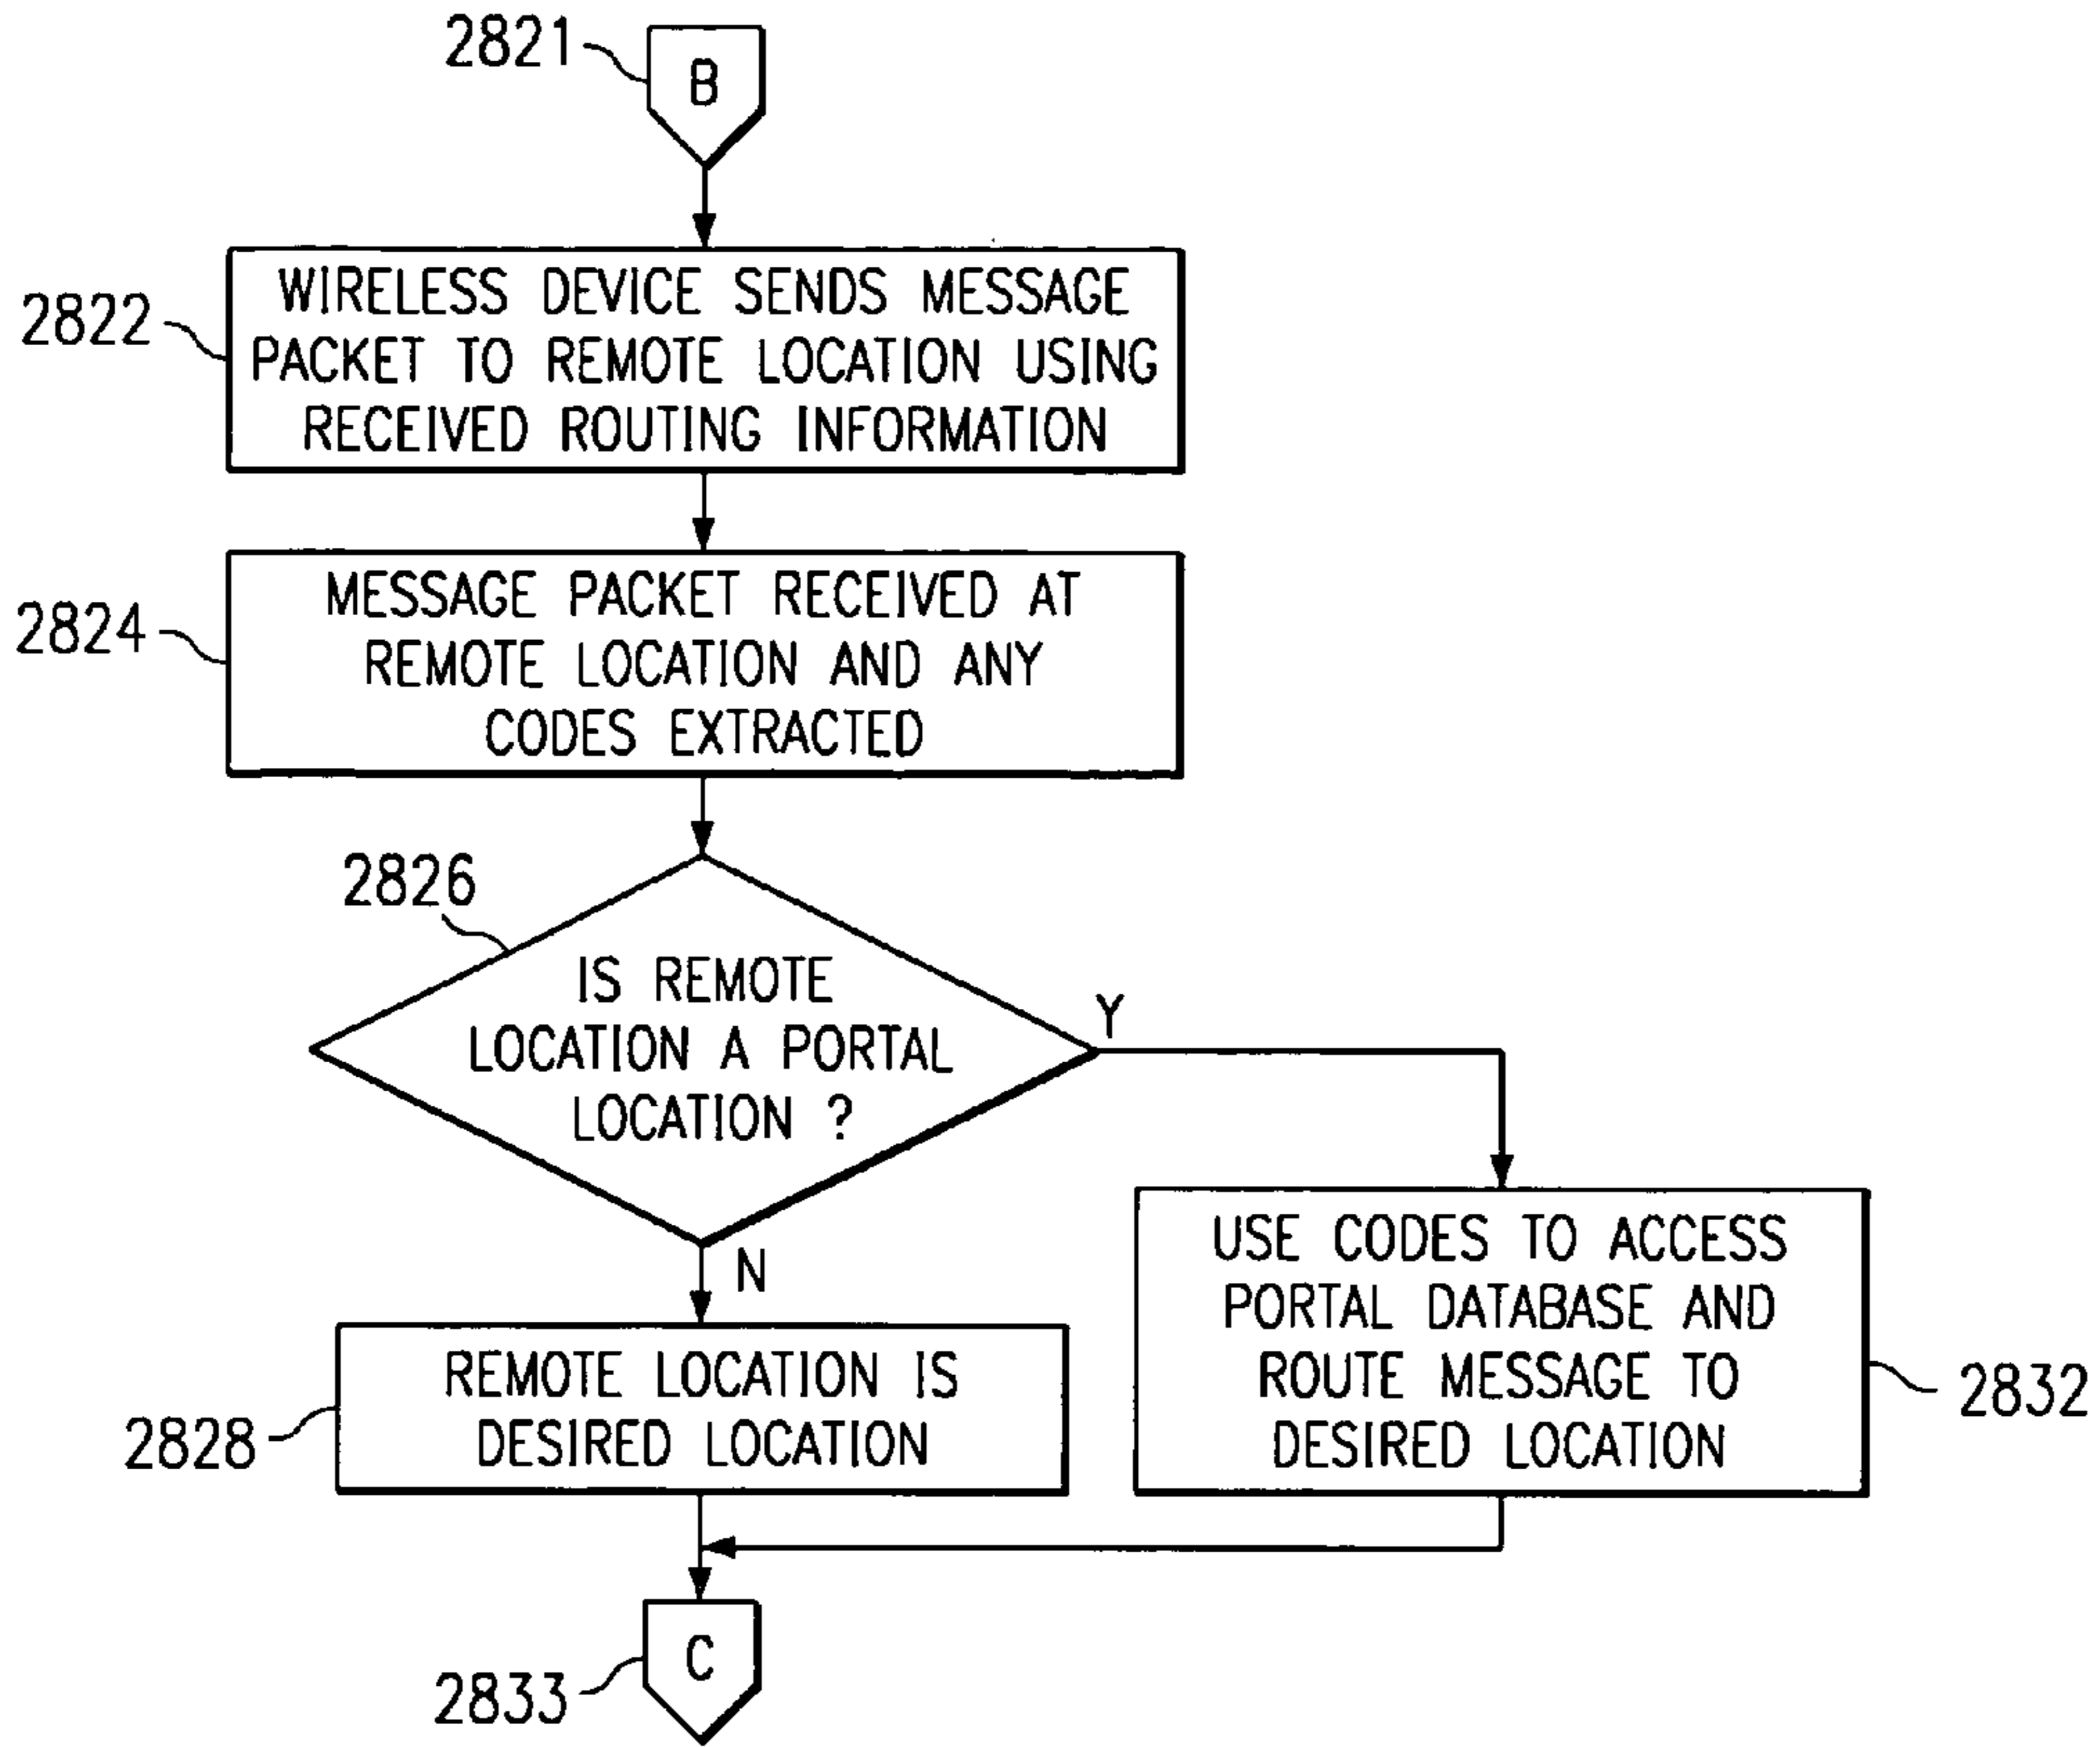 2821
B
2822
WIRELESS DEVICE SENDS MESSAGE
PACKET TO REMOTE LOCATION USING
RECEIVED ROUTING INFORMATION
2824
MESSAGE PACKET RECEIVED AT
REMOTE LOCATION AND ANY
CODES EXTRACTED
2826
IS REMOTE
LOCATION A PORTAL
LOCATION ?
Y
N
USE CODES TO ACCESS
PORTAL DATABASE AND
ROUTE MESSAGE TO
DESIRED LOCATION
2832
REMOTE LOCATION IS
DESIRED LOCATION
2828
C
2833